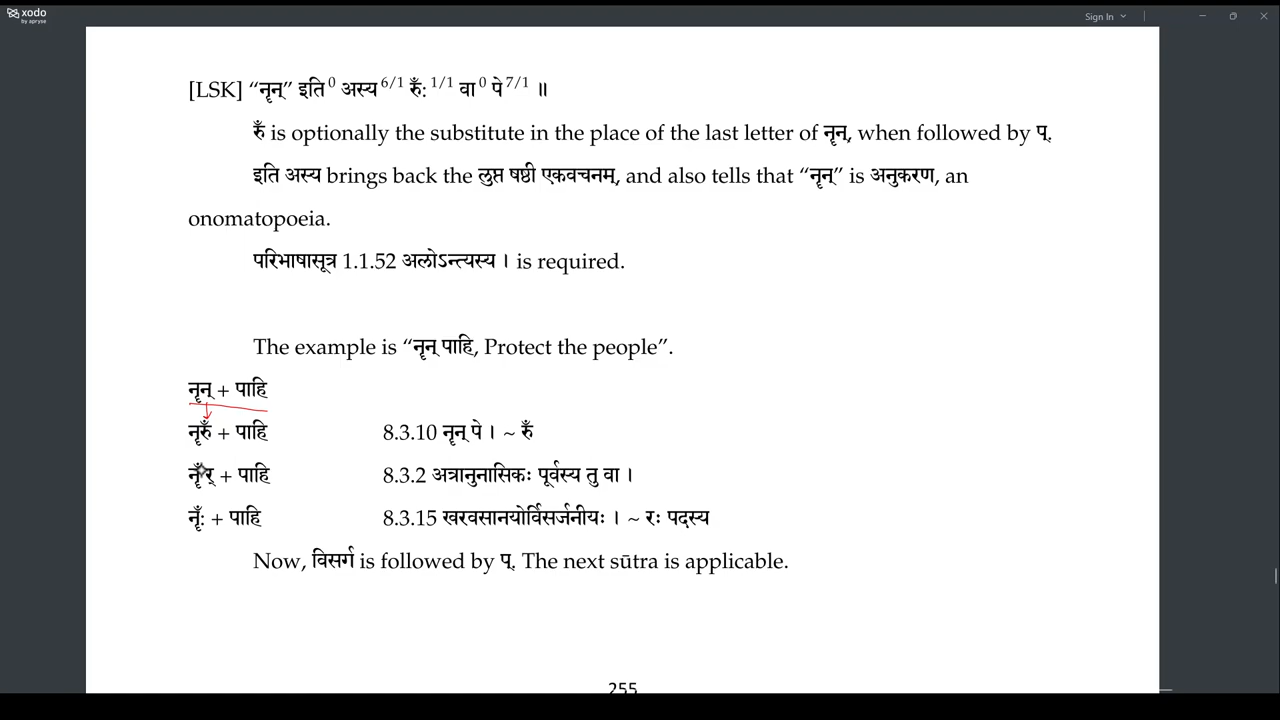 xodo
by apryse
Sign In
[LSK] “नॄन्” इति ⁰ अस्य ⁶/¹ रुँ: ¹/¹ वा ⁰ पे ⁷/¹ ॥
रुँ is optionally the substitute in the place of the last letter of नॄन्, when followed by प्.
इति अस्य brings back the लुप्त षष्ठी एकवचनम्, and also tells that “नॄन्” is अनुकरण, an
onomatopoeia.
परिभाषासूत्र 1.1.52 अलोऽन्त्यस्य । is required.
The example is “नॄन् पाहि, Protect the people”.
नॄन् + पाहि
नॄरुँ + पाहि 8.3.10 नॄन् पे । ~ रुँ
नॄँर् + पाहि 8.3.2 अत्रानुनासिकः पूर्वस्य तु वा ।
नॄँ: + पाहि 8.3.15 खरवसानयोर्विसर्जनीयः । ~ रः पदस्य
Now, विसर्ग is followed by प्. The next sūtra is applicable.
255